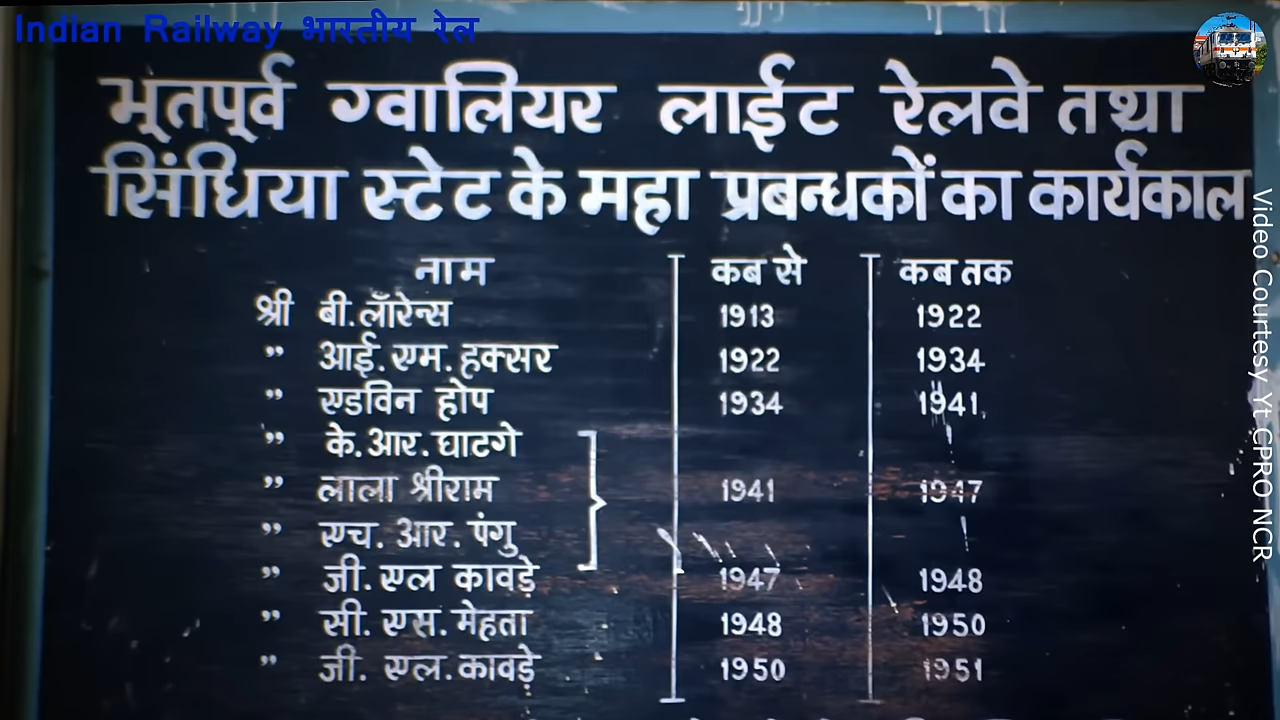 Indian Railway भारतीय रेल
भूतपूर्व ग्वालियर लाईट रेलवे तथा
सिंधिया स्टेट के महा प्रबन्धकों का कार्यकाल
नाम कब से कब तक
श्री बी. लॉरेन्स 1913 1922
” आई. एम. हक्सर 1922 1934
” एडविन होप 1934 1941
” के. आर. घाटगे
” लाला श्रीराम 1941 1947
” एच. आर. पंगु
” जी. एल कावड़े 1947 1948
” सी. एस. मेहता 1948 1950
” जी. एल. कावड़े 1950 1951
Video Courtesy Yt CPRO NCR